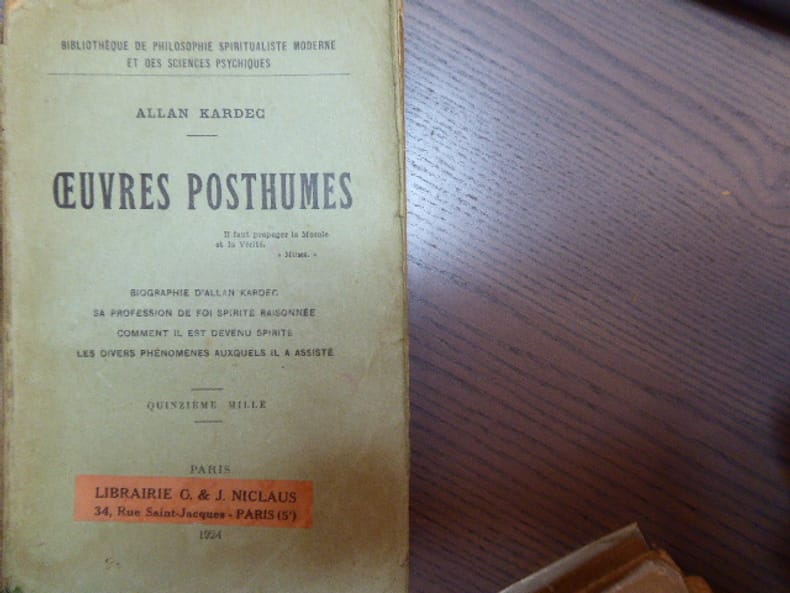 BIBLIOTHÈQUE DE PHILOSOPHIE SPIRITUALISTE MODERNE
ET DES SCIENCES PSYCHIQUES
ALLAN KARDEC
ŒUVRES POSTHUMES
Il faut propager la Morale
et la Vérité.
BIOGRAPHIE D'ALLAN KARDEC
SA PROFESSION DE FOI SPIRITE RAISONNÉE
COMMENT IL EST DEVENU SPIRITE
LES DIVERS PHÉNOMÈNES AUXQUELS IL A ASSISTÉ
QUINZIÈME MILLE
PARIS
LIBRAIRIE G. & J. NICLAUS
34, Rue Saint-Jacques - PARIS (5ᵉ)
1924